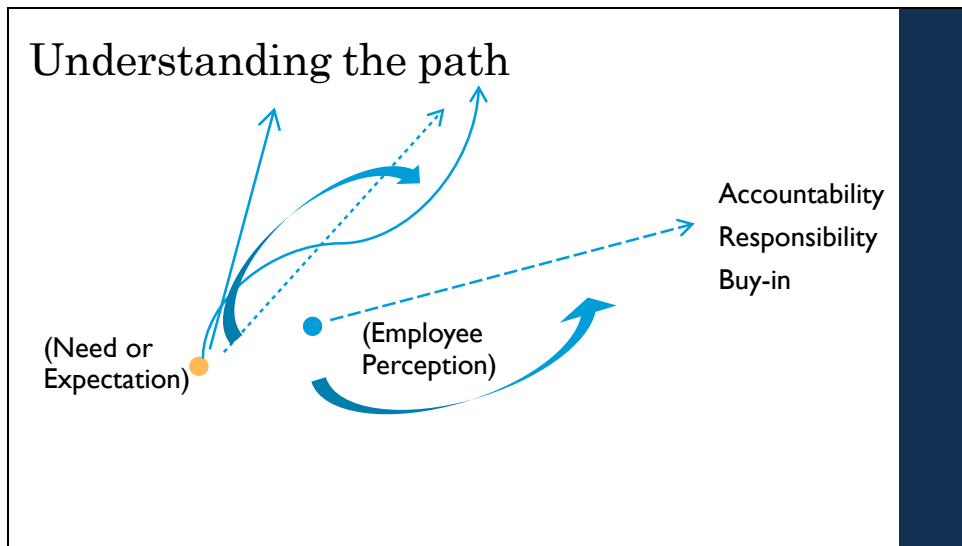 Understanding the path
Accountability
Responsibility
Buy-in
(Need or
Expectation)
(Employee
Perception)